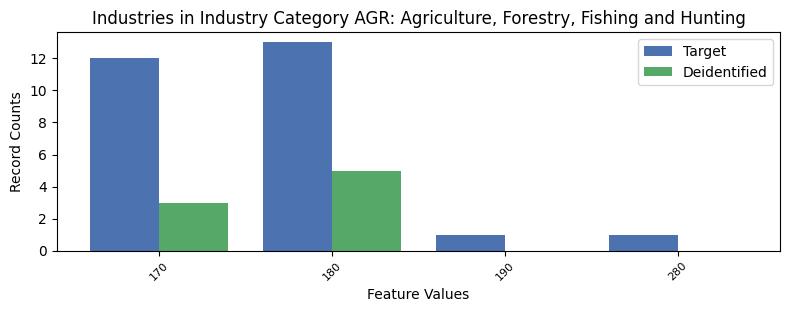 Industries in Industry Category AGR: Agriculture, Forestry, Fishing and Hunting
Target
Deidentified
Record Counts
12
10
8
6
4
2
0
170
180
190
280
Feature Values